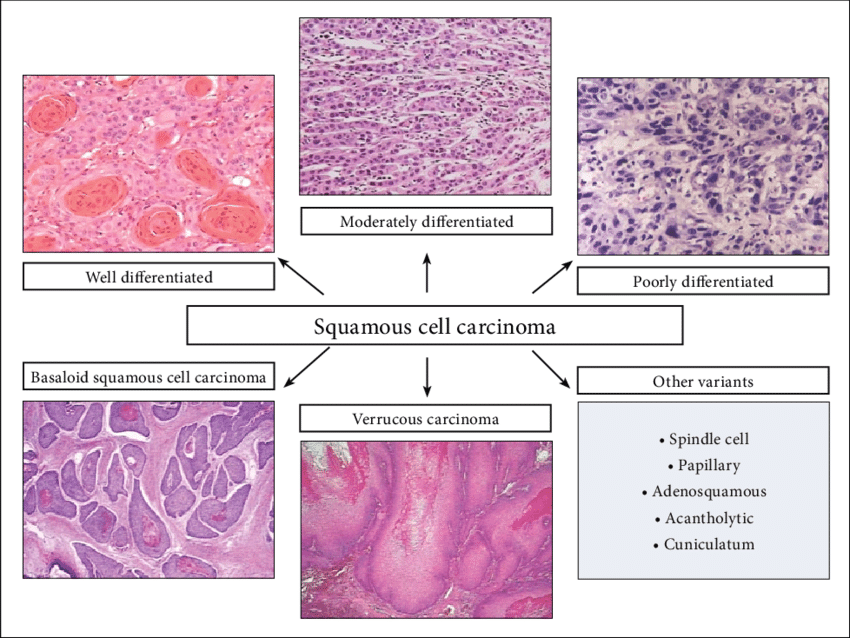 Moderately differentiated
Well differentiated
Poorly differentiated
Squamous cell carcinoma
Basaloid squamous cell carcinoma
Verrucous carcinoma
Other variants
• Spindle cell
• Papillary
• Adenosquamous
• Acantholytic
• Cuniculatum